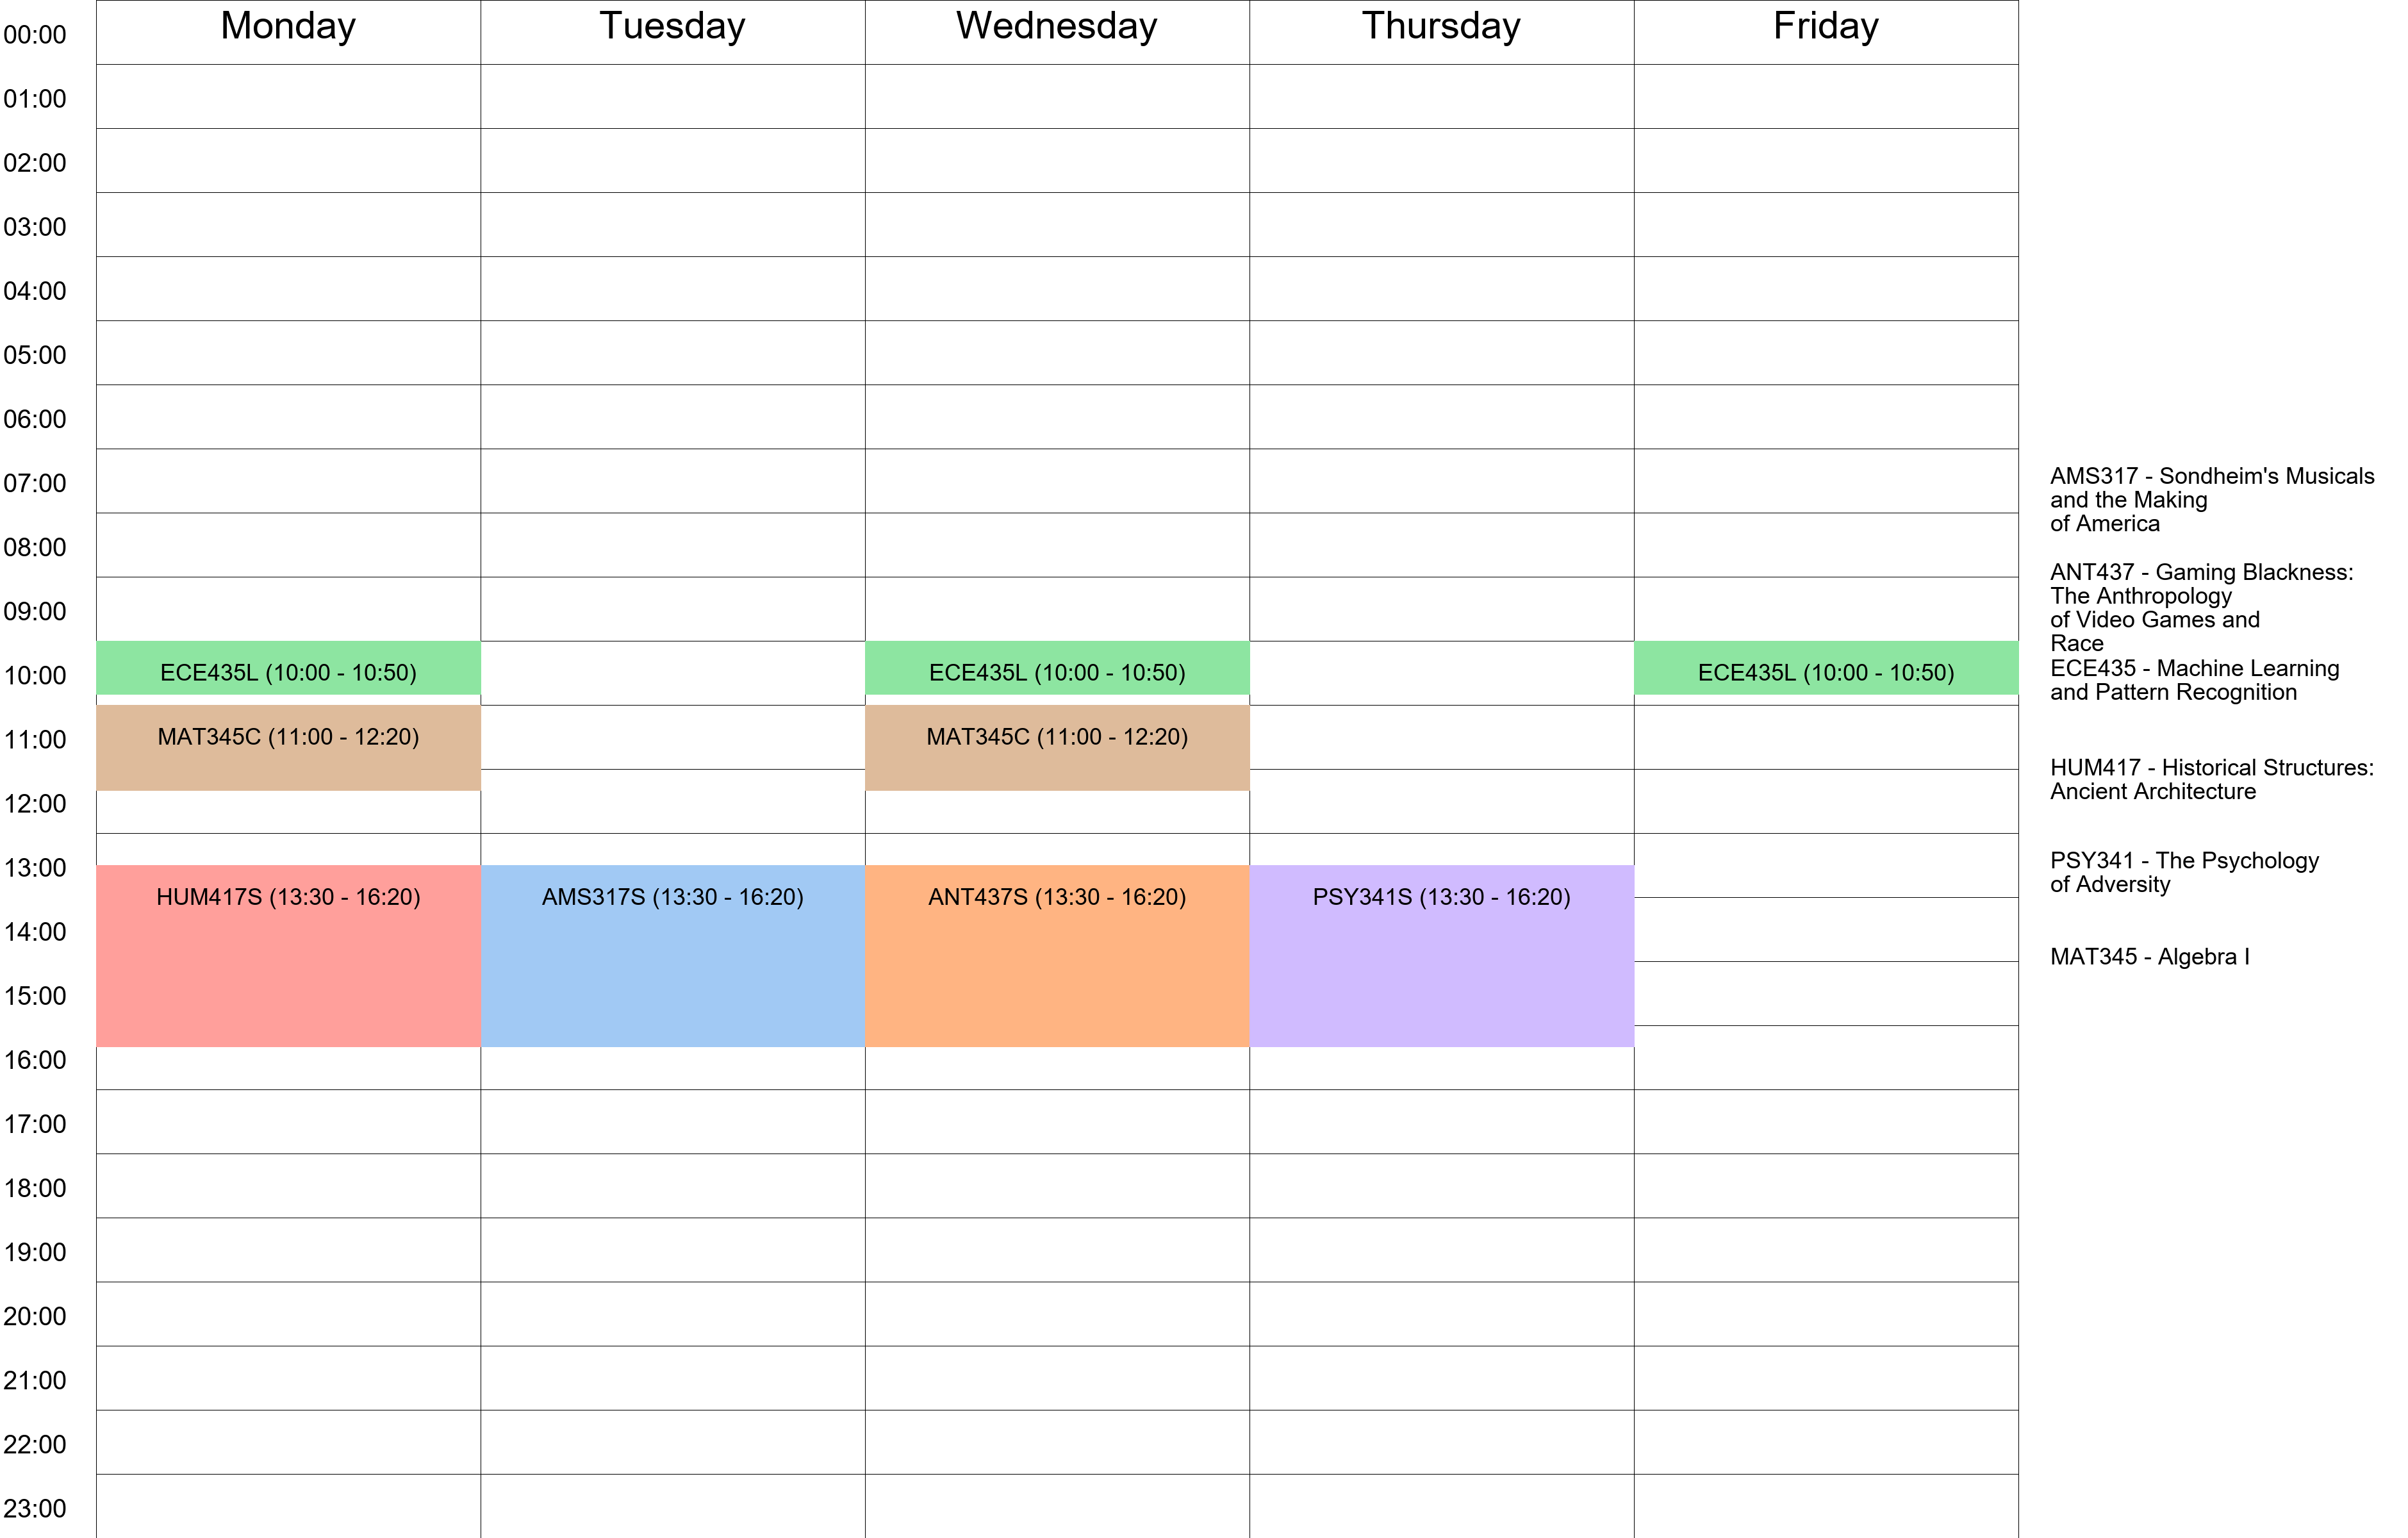 Monday Tuesday Wednesday Thursday Friday
00:00
01:00
02:00
03:00
04:00
05:00
06:00
07:00
08:00
09:00
10:00
11:00
12:00
13:00
14:00
15:00
16:00
17:00
18:00
19:00
20:00
21:00
22:00
23:00
ECE435L (10:00 - 10:50) ECE435L (10:00 - 10:50) ECE435L (10:00 - 10:50)
MAT345C (11:00 - 12:20) MAT345C (11:00 - 12:20)
HUM417S (13:30 - 16:20) AMS317S (13:30 - 16:20) ANT437S (13:30 - 16:20) PSY341S (13:30 - 16:20)
AMS317 - Sondheim's Musicals
and the Making
of America
ANT437 - Gaming Blackness:
The Anthropology
of Video Games and
Race
ECE435 - Machine Learning
and Pattern Recognition
HUM417 - Historical Structures:
Ancient Architecture
PSY341 - The Psychology
of Adversity
MAT345 - Algebra I